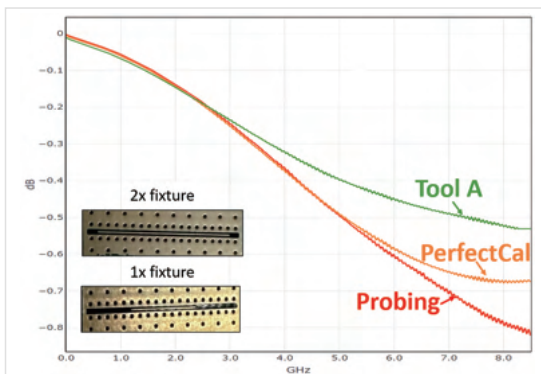 0
−0.1
−0.2
−0.3
−0.4
−0.5
−0.6
−0.7
−0.8
dB
2x fixture
1x fixture
Tool A
PerfectCal
Probing
0.0 1.0 2.0 3.0 4.0 5.0 6.0 7.0 8.0
GHz